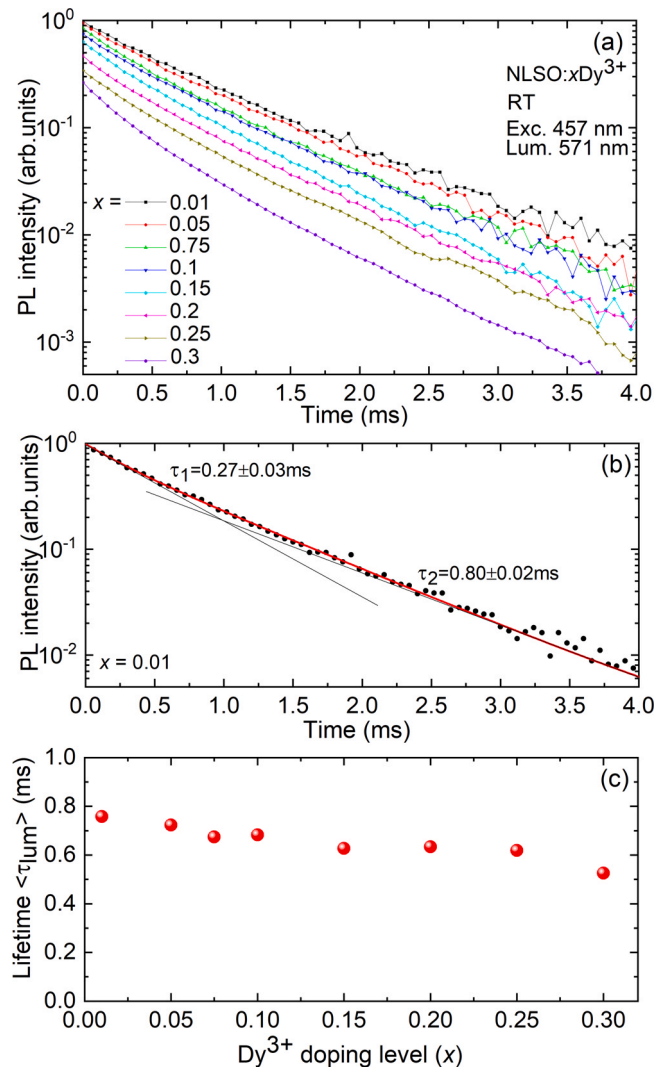 (a)
NLSO:xDy³⁺
RT
Exc. 457 nm
Lum. 571 nm
x =
0.01
0.05
0.75
0.1
0.15
0.2
0.25
0.3
PL intensity (arb.units)
10⁰
10⁻¹
10⁻²
10⁻³
0.0 0.5 1.0 1.5 2.0 2.5 3.0 3.5 4.0
Time (ms)
(b)
τ₁=0.27±0.03ms
τ₂=0.80±0.02ms
x = 0.01
PL intensity (arb.units)
10⁰
10⁻¹
10⁻²
0.0 0.5 1.0 1.5 2.0 2.5 3.0 3.5 4.0
Time (ms)
(c)
Lifetime <τlum> (ms)
1.0
0.8
0.6
0.4
0.2
0.0
0.00 0.05 0.10 0.15 0.20 0.25 0.30
Dy³⁺ doping level (x)